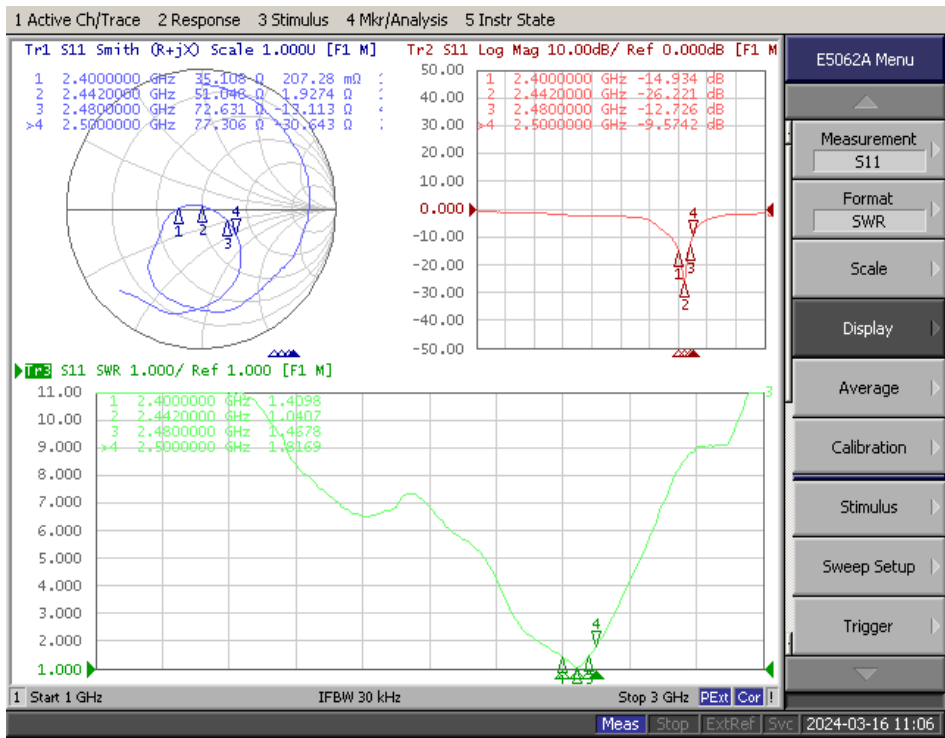 1 Active Ch/Trace 2 Response 3 Stimulus 4 Mkr/Analysis 5 Instr State
Tr1 S11 Smith (R+jX) Scale 1.000U [F1 M]
1 2.4000000 GHz 35.108 Ω 207.28 mΩ
2 2.4420000 GHz 51.048 Ω 1.9274 Ω
3 2.4800000 GHz 72.631 Ω -13.113 Ω
>4 2.5000000 GHz 77.306 Ω -30.643 Ω
4
1 2 3
Tr2 S11 Log Mag 10.00dB/ Ref 0.000dB [F1 M
50.00
40.00
30.00
20.00
10.00
0.000
-10.00
-20.00
-30.00
-40.00
-50.00
1 2.4000000 GHz -14.934 dB
2 2.4420000 GHz -26.221 dB
3 2.4800000 GHz -12.726 dB
>4 2.5000000 GHz -9.5742 dB
4
1 3
2
Tr3 S11 SWR 1.000/ Ref 1.000 [F1 M]
11.00
10.00
9.000
8.000
7.000
6.000
5.000
4.000
3.000
2.000
1.000
1 2.4000000 GHz 1.4098
2 2.4420000 GHz 1.0407
3 2.4800000 GHz 1.4678
>4 2.5000000 GHz 1.8169
3
4
1 Start 1 GHz IFBW 30 kHz Stop 3 GHz PExt Cor !
Meas Stop ExtRef Svc 2024-03-16 11:06
E5062A Menu
Measurement
S11
Format
SWR
Scale
Display
Average
Calibration
Stimulus
Sweep Setup
Trigger